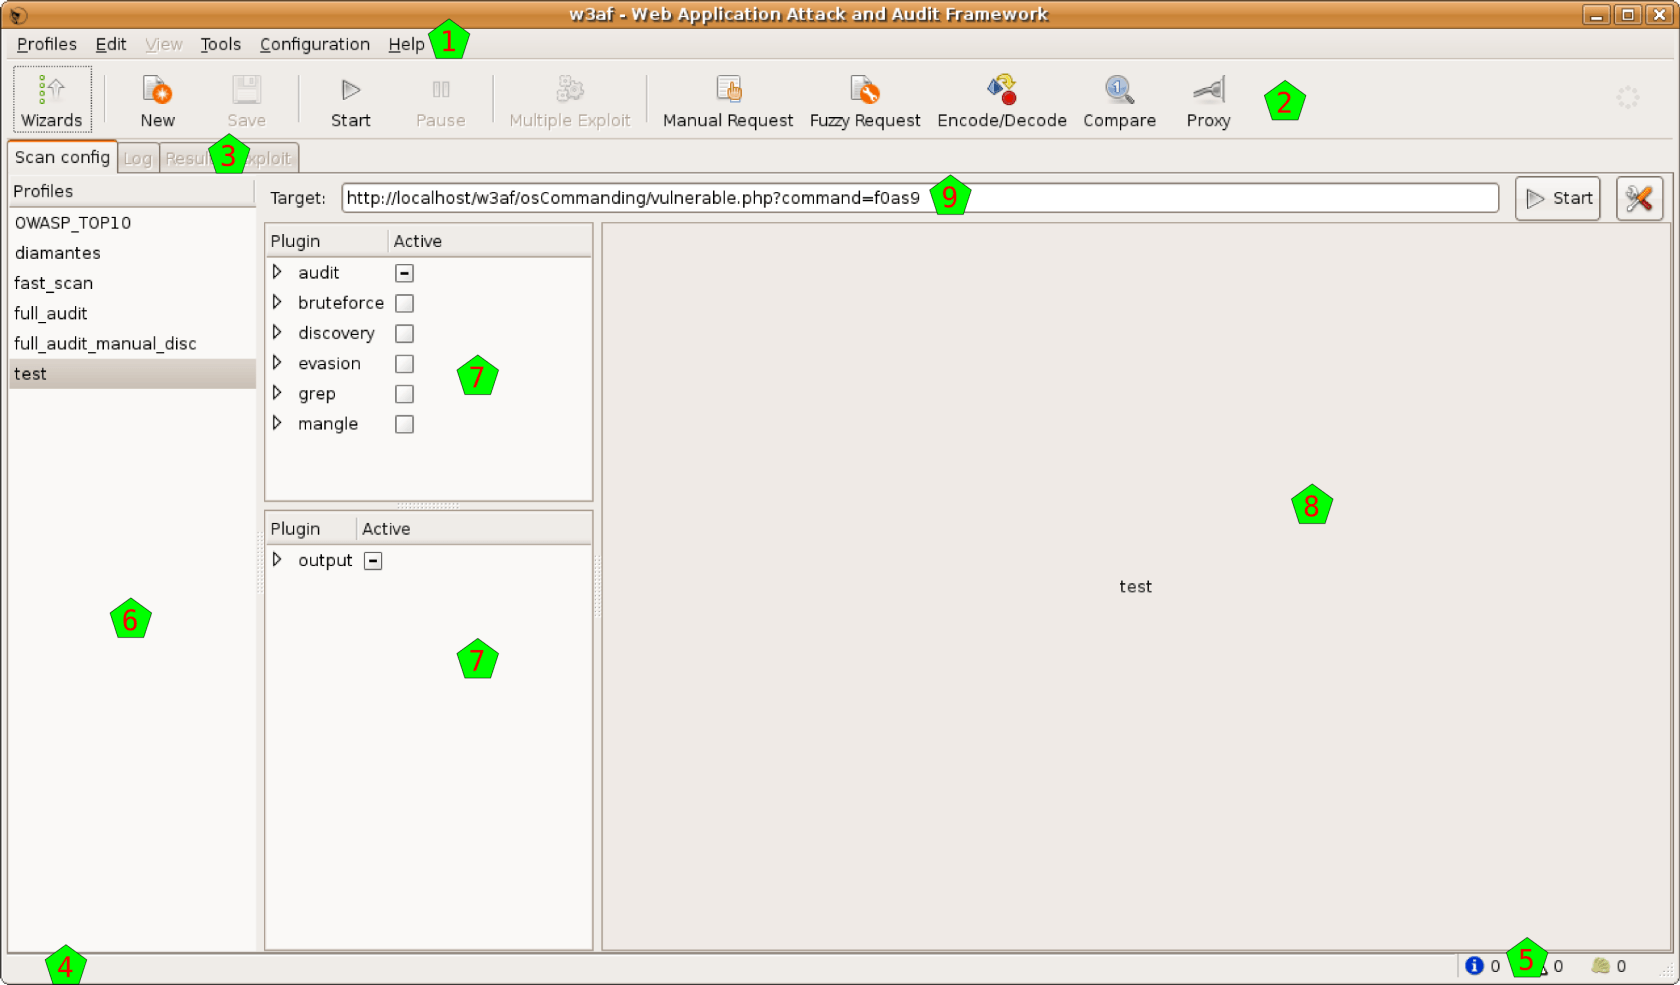 w3af - Web Application Attack and Audit Framework
Profiles Edit View Tools Configuration Help 1
Wizards New Save Start Pause Multiple Exploit Manual Request Fuzzy Request Encode/Decode Compare Proxy 2
Scan config Log 3
Profiles
OWASP_TOP10
diamantes
fast_scan
full_audit
full_audit_manual_disc
test
6
Target: http://localhost/w3af/osCommanding/vulnerable.php?command=f0as9 9 Start
Plugin Active
audit
bruteforce
discovery
evasion
grep
mangle
7
Plugin Active
output
7
8
test
4
0 5 0 0